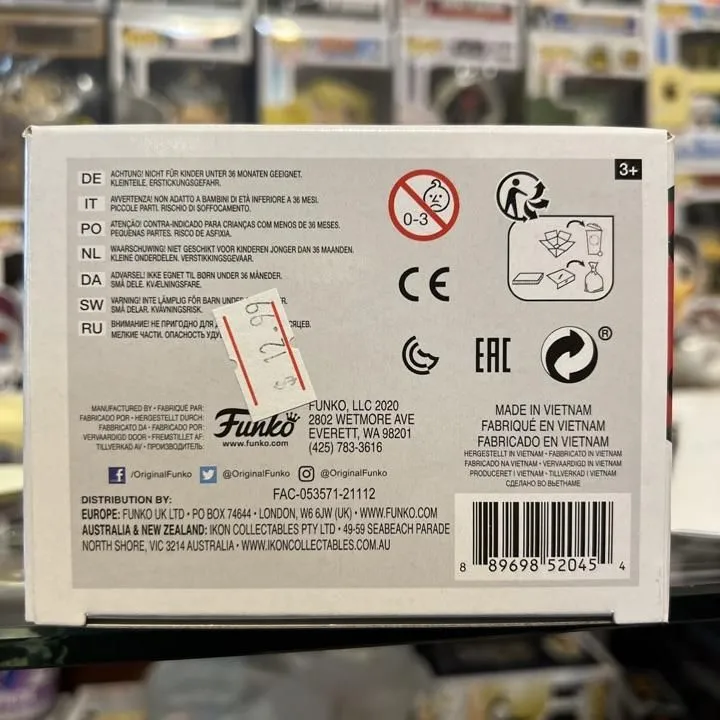 DE ACHTUNG! NICHT FÜR KINDER UNTER 36 MONATEN GEEIGNET.
KLEINTEILE, ERSTICKUNGSGEFAHR.
IT AVVERTENZA! NON ADATTO A BAMBINI DI ETÀ INFERIORE A 36 MESI.
PICCOLE PARTI. RISCHIO DI SOFFOCAMENTO.
PO ATENÇÃO! CONTRA-INDICADO PARA CRIANÇAS COM MENOS DE 36 MESES.
PEQUENAS PARTES. RISCO DE ASFIXIA.
NL WAARSCHUWING! NIET GESCHIKT VOOR KINDEREN JONGER DAN 36 MAANDEN.
KLEINE ONDERDELEN. VERSTIKKINGSGEVAAR.
DA ADVARSEL! IKKE EGNET TIL BØRN UNDER 36 MÅNEDER.
SMÅ DELE. KVÆLNINGSFARE.
SW VARNING! INTE LÄMPLIG FÖR BARN UNDER
SMÅ DELAR. KVÄVNINGSRISK.
RU ВНИМАНИЕ! НЕ ПРИГОДНО ДЛЯ
МЕЛКИЕ ЧАСТИ. ОПАСНОСТЬ
0-3
3+
CE
EAC
®
$ 12.99
MANUFACTURED BY • FABRIQUÉ PAR:
FABRICADO POR • HERGESTELLT DURCH:
FABBRICATO DA • FABRICADO POR:
VERVAARDIGD DOOR • FREMSTILLET AF:
TILLVERKAD AV • ПРОИЗВОДИТЕЛЬ:
Funko
www.funko.com
FUNKO, LLC 2020
2802 WETMORE AVE
EVERETT, WA 98201
(425) 783-3616
MADE IN VIETNAM
FABRIQUÉ EN VIETNAM
FABRICADO EN VIETNAM
HERGESTELLT IN VIETNAM • FABBRICATO IN VIETNAM
FABRICADO NA VIETNAM • VERVAARDIGD IN VIETNAM
PRODUCERET I VIETNAM • TILLVERKAD I VIETNAM
СДЕЛАНО ВО ВЬЕТНАМЕ
/OriginalFunko @OriginalFunko @OriginalFunko
FAC-053571-21112
DISTRIBUTION BY:
EUROPE: FUNKO UK LTD • PO BOX 74644 • LONDON, W6 6JW (UK) • WWW.FUNKO.COM
AUSTRALIA & NEW ZEALAND: IKON COLLECTABLES PTY LTD • 49-59 SEABEACH PARADE
NORTH SHORE, VIC 3214 AUSTRALIA • WWW.IKONCOLLECTABLES.COM.AU
8 89698 52045 4